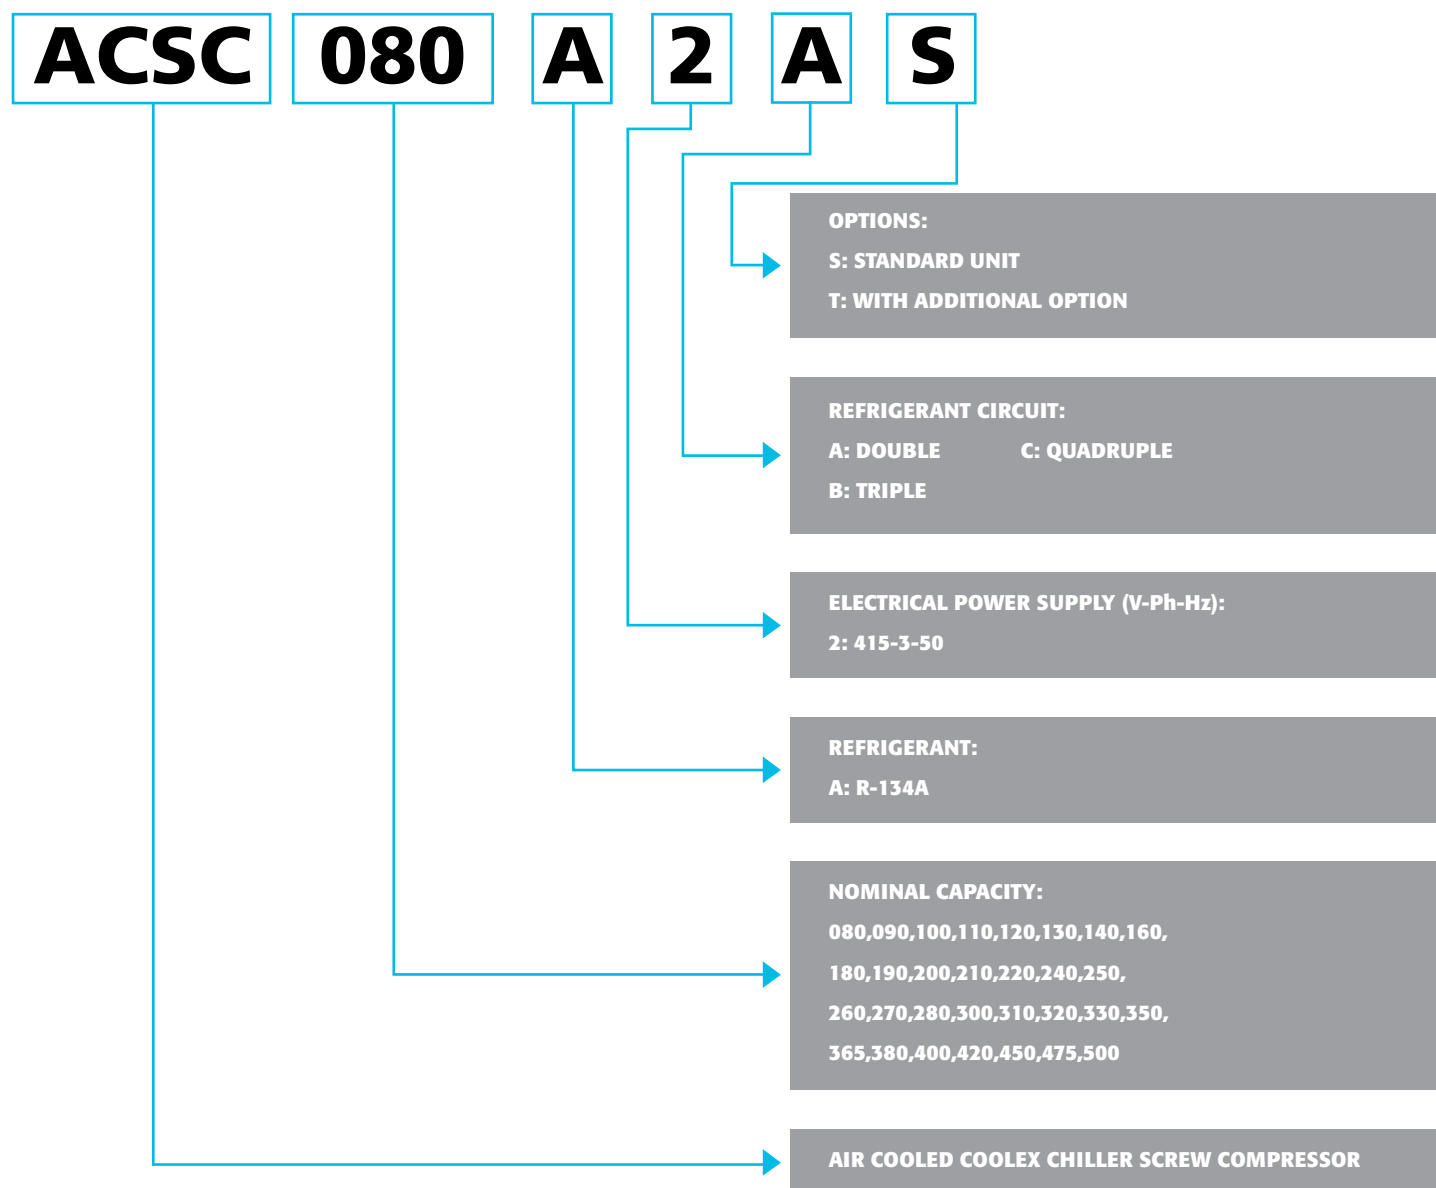 ACSC 080 A 2 A S
OPTIONS:
S: STANDARD UNIT
T: WITH ADDITIONAL OPTION
REFRIGERANT CIRCUIT:
A: DOUBLE C: QUADRUPLE
B: TRIPLE
ELECTRICAL POWER SUPPLY (V-Ph-Hz):
2: 415-3-50
REFRIGERANT:
A: R-134A
NOMINAL CAPACITY:
080,090,100,110,120,130,140,160,
180,190,200,210,220,240,250,
260,270,280,300,310,320,330,350,
365,380,400,420,450,475,500
AIR COOLED COOLEX CHILLER SCREW COMPRESSOR